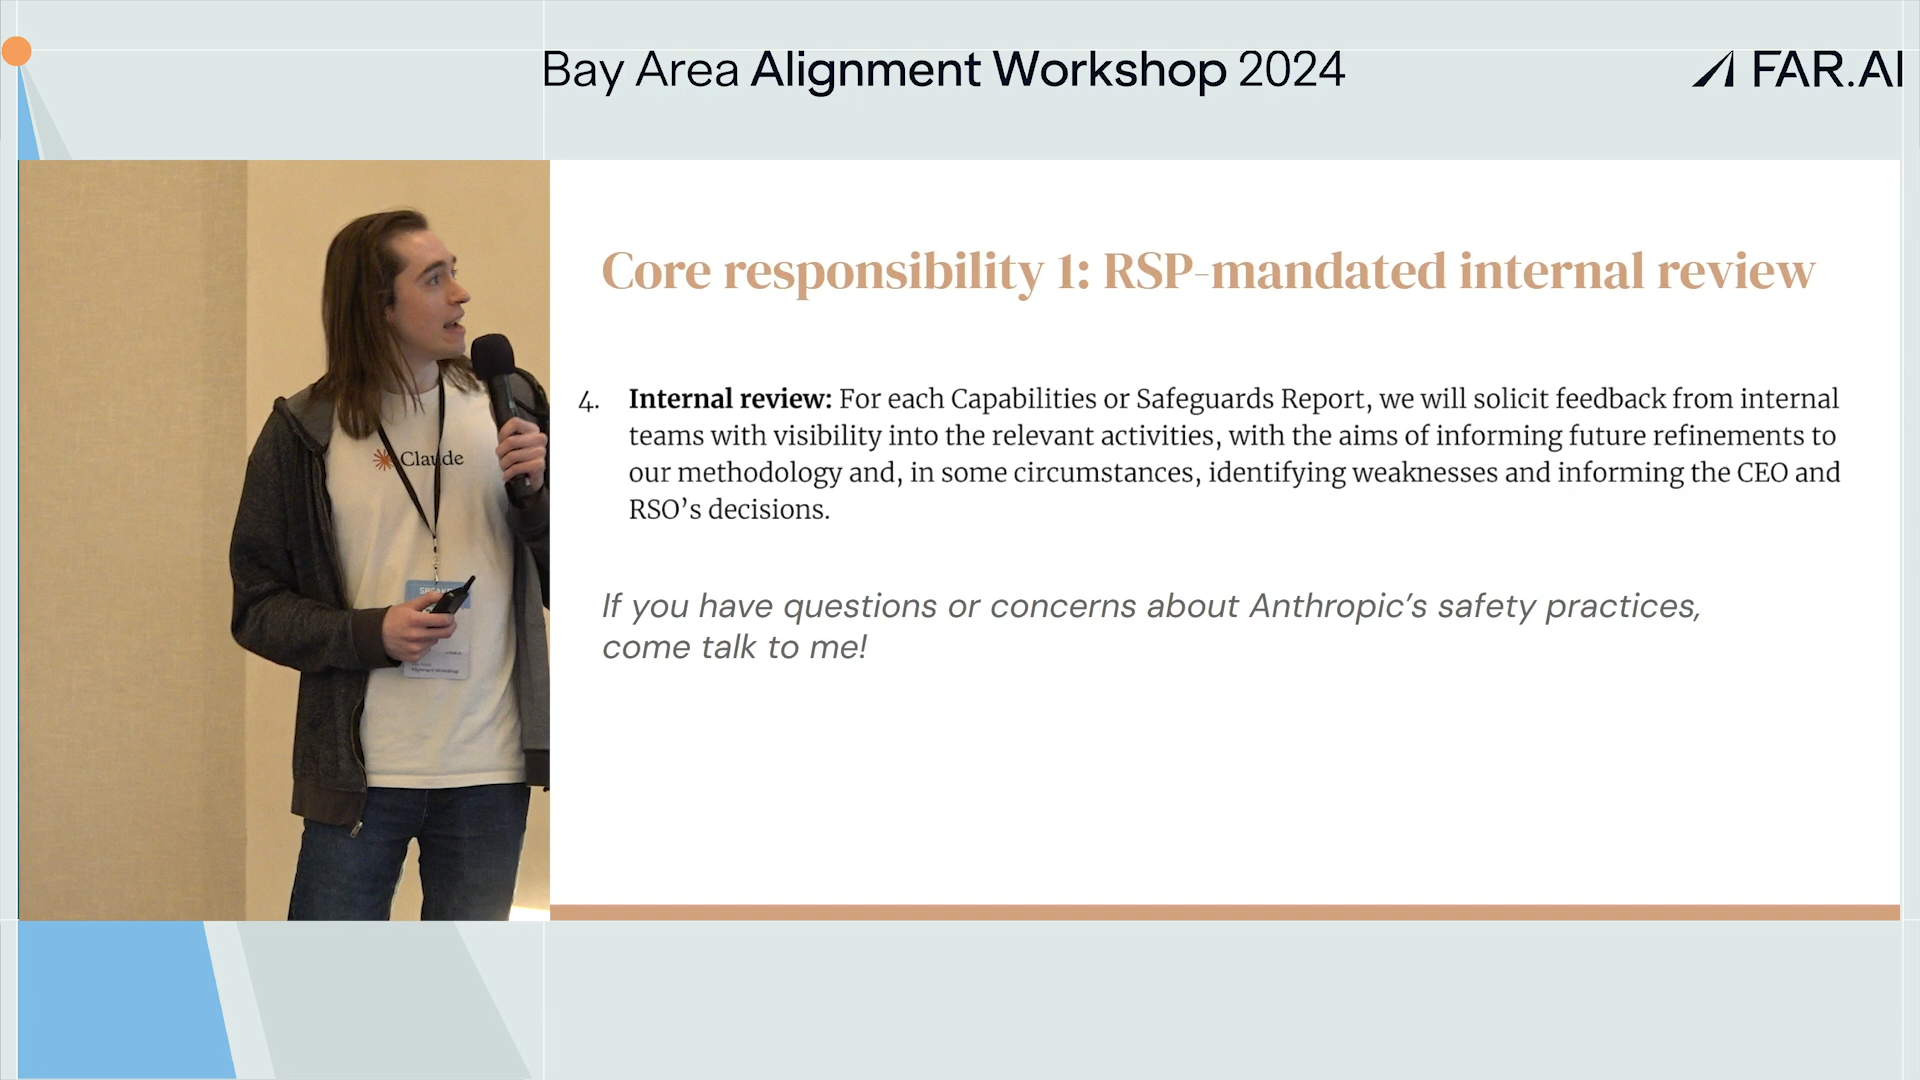 Bay Area Alignment Workshop 2024
FAR.AI
Core responsibility 1: RSP-mandated internal review
4. Internal review: For each Capabilities or Safeguards Report, we will solicit feedback from internal
teams with visibility into the relevant activities, with the aims of informing future refinements to
our methodology and, in some circumstances, identifying weaknesses and informing the CEO and
RSO’s decisions.
If you have questions or concerns about Anthropic’s safety practices,
come talk to me!
Claude
Alignment Workshop